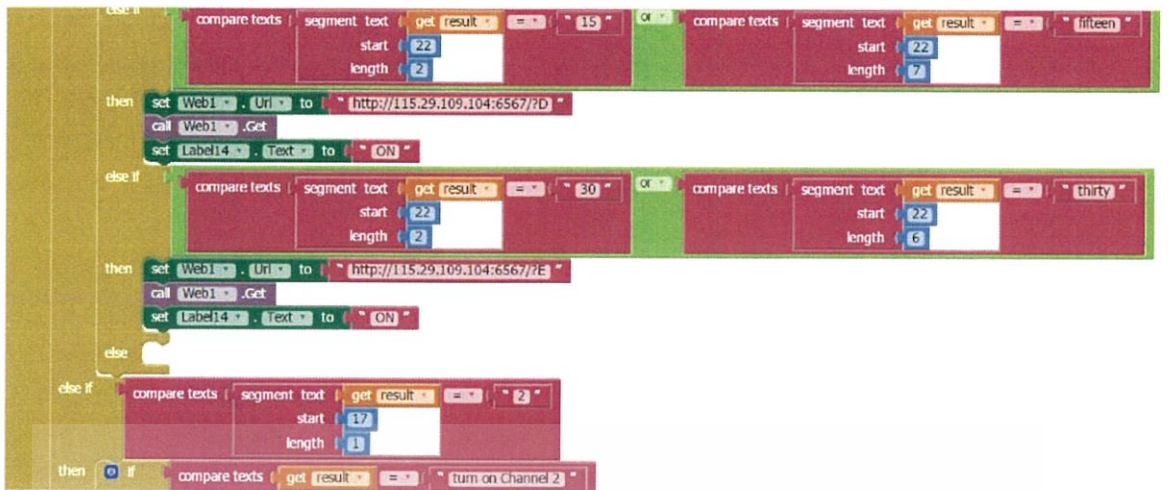 else if compare texts segment text get result = " 15 " or compare texts segment text get result = " fifteen "
start 22 start 22
length 2 length 7
then set Web1 . Url to " http://115.29.109.104:6567/?D "
call Web1 .Get
set Label14 . Text to " ON "
else if compare texts segment text get result = " 30 " or compare texts segment text get result = " thirty "
start 22 start 22
length 2 length 6
then set Web1 . Url to " http://115.29.109.104:6567/?E "
call Web1 .Get
set Label14 . Text to " ON "
else
else if compare texts segment text get result = " 2 "
start 17
length 1
then if compare texts get result = " turn on Channel 2 "